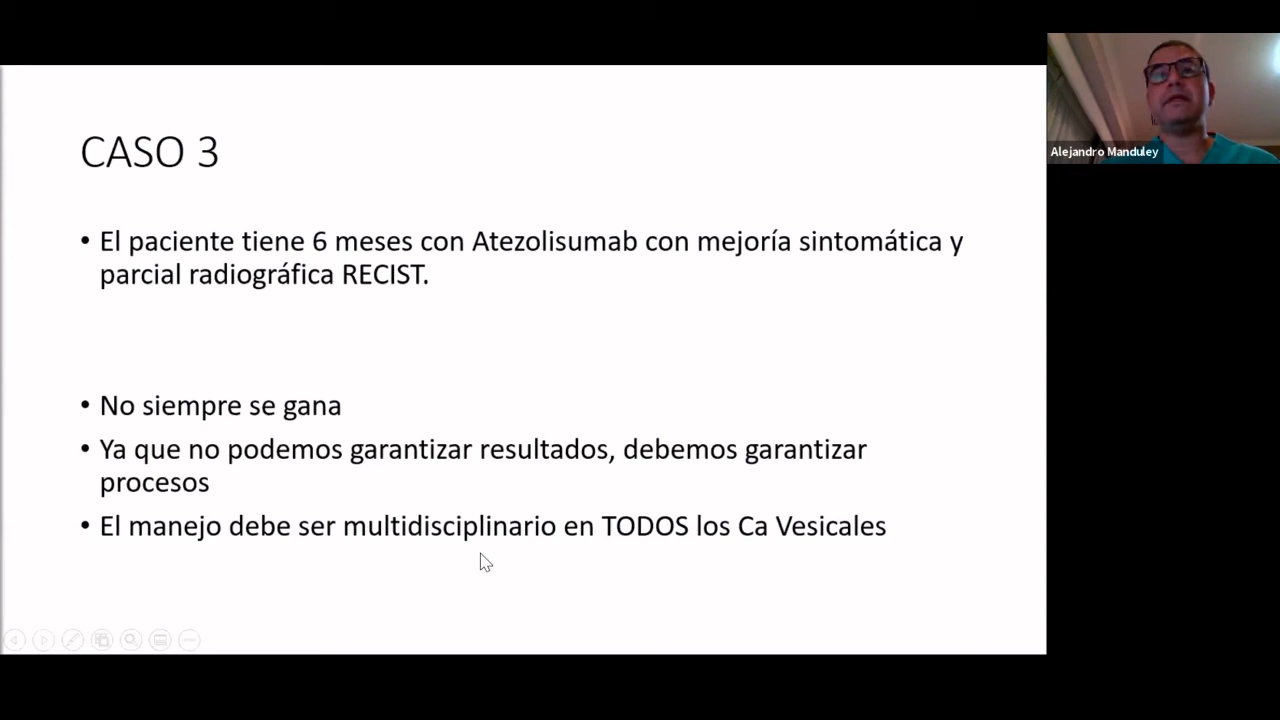 CASO 3
• El paciente tiene 6 meses con Atezolisumab con mejoría sintomática y
parcial radiográfica RECIST.
• No siempre se gana
• Ya que no podemos garantizar resultados, debemos garantizar
procesos
• El manejo debe ser multidisciplinario en TODOS los Ca Vesicales
Alejandro Manduley